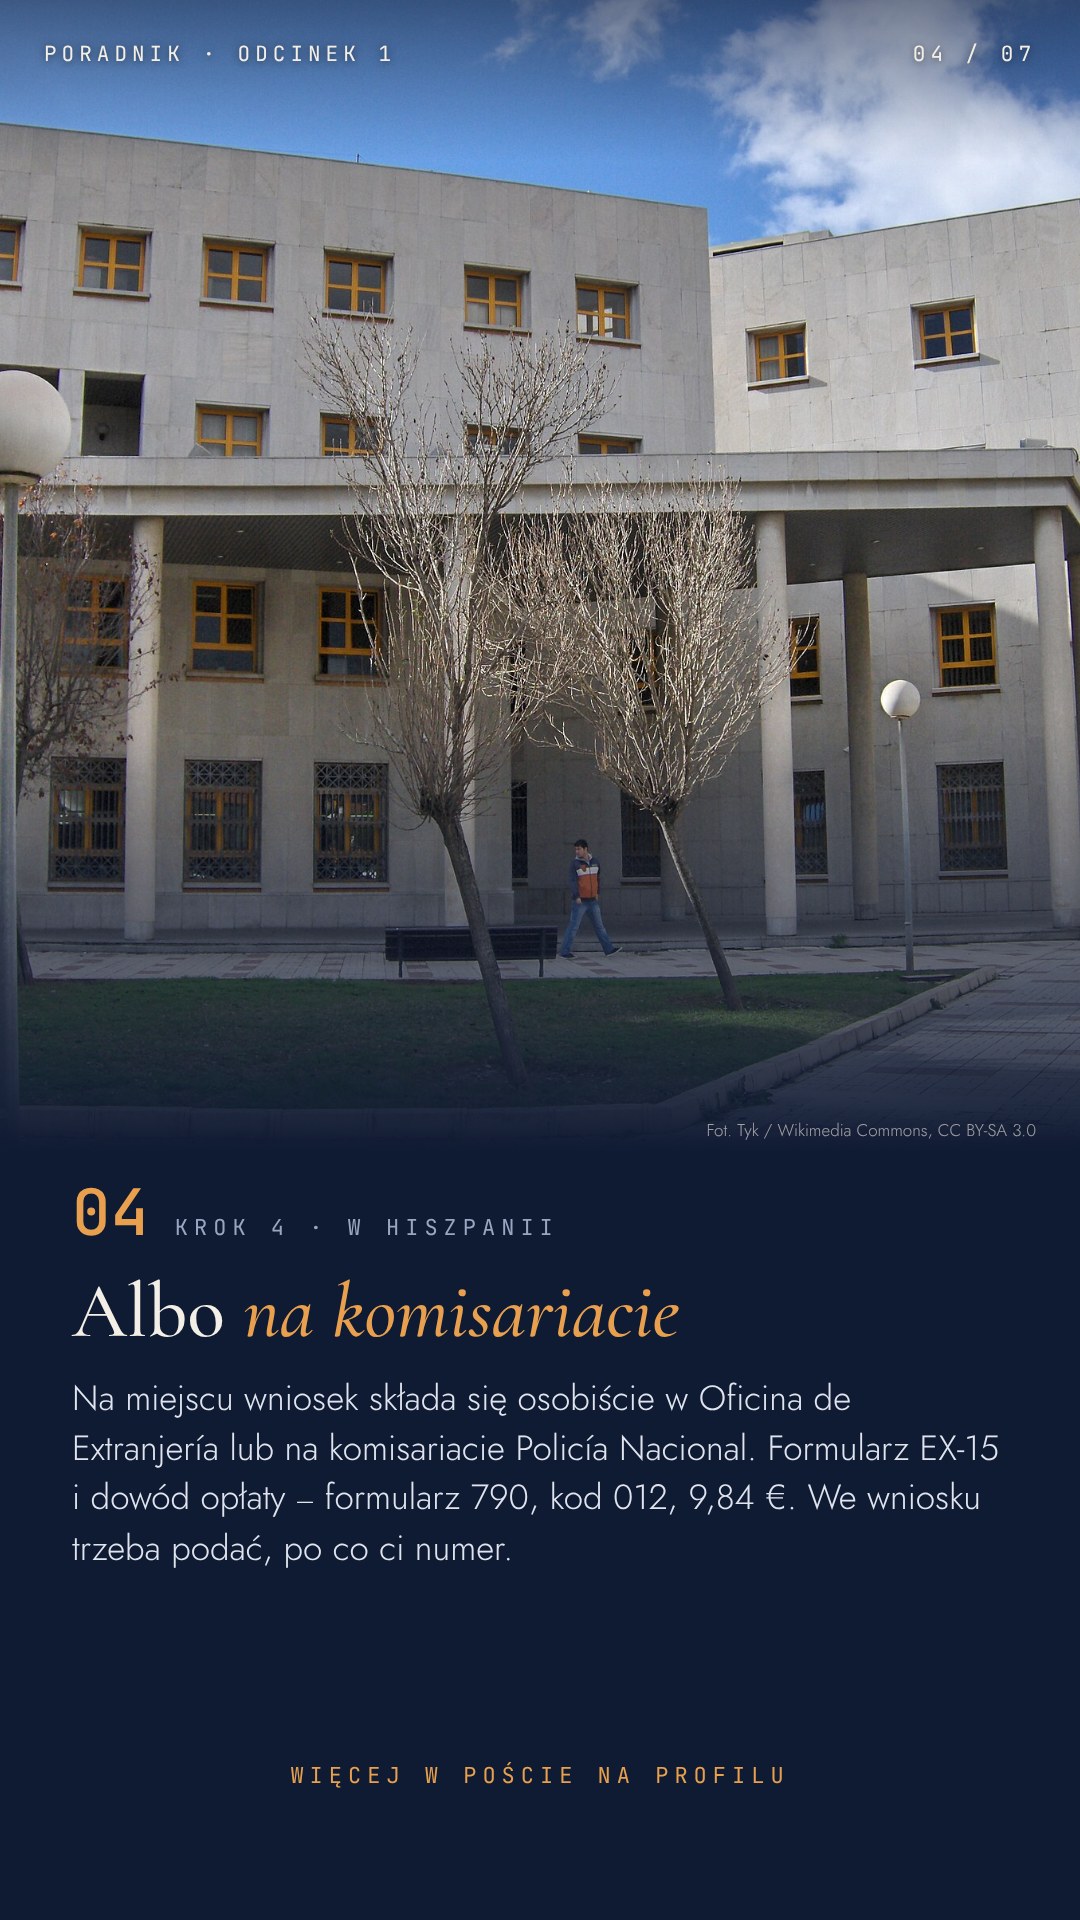 PORADNIK · ODCINEK 1
04 / 07
Fot. Tyk / Wikimedia Commons, CC BY-SA 3.0
04 KROK 4 · W HISZPANII
Albo na komisariacie
Na miejscu wniosek składa się osobiście w Oficina de
Extranjería lub na komisariacie Policía Nacional. Formularz EX-15
i dowód opłaty – formularz 790, kod 012, 9,84 €. We wniosku
trzeba podać, po co ci numer.
WIĘCEJ W POŚCIE NA PROFILU